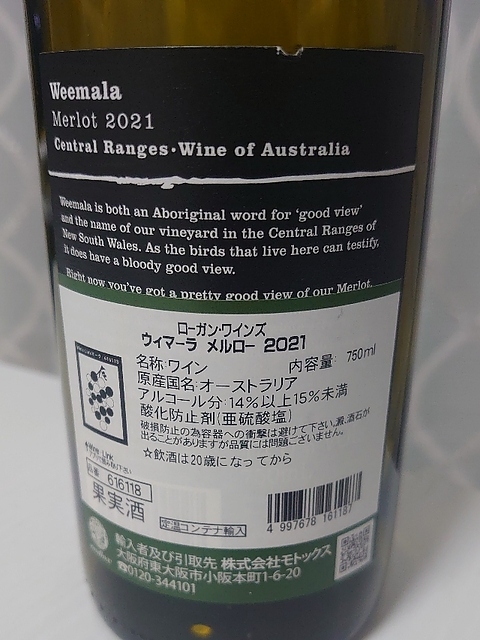 Weemala
Merlot 2021
Central Ranges·Wine of Australia
Weemala is both an Aboriginal word for 'good view'
and the name of our vineyard in the Central Ranges of
New South Wales. As the birds that live here can testify,
it does have a bloody good view.
Right now you've got a pretty good view of our Merlot.
ローガン・ワインズ
ウィマーラ メルロー 2021
名称:ワイン 内容量: 750ml
原産国名:オーストラリア
アルコール分:14%以上15%未満
酸化防止剤(亜硫酸塩)
破損防止の為容器への衝撃は避けて下さい。澱、酒石が
出ることがありますが品質には問題ございません。
☆飲酒は20歳になってから
品番 616118
果実酒
定温コンテナ輸入
4 997678 161187
輸入者及び引取先 株式会社モトックス
大阪府東大阪市小阪本町1-6-20
☎0120-344101